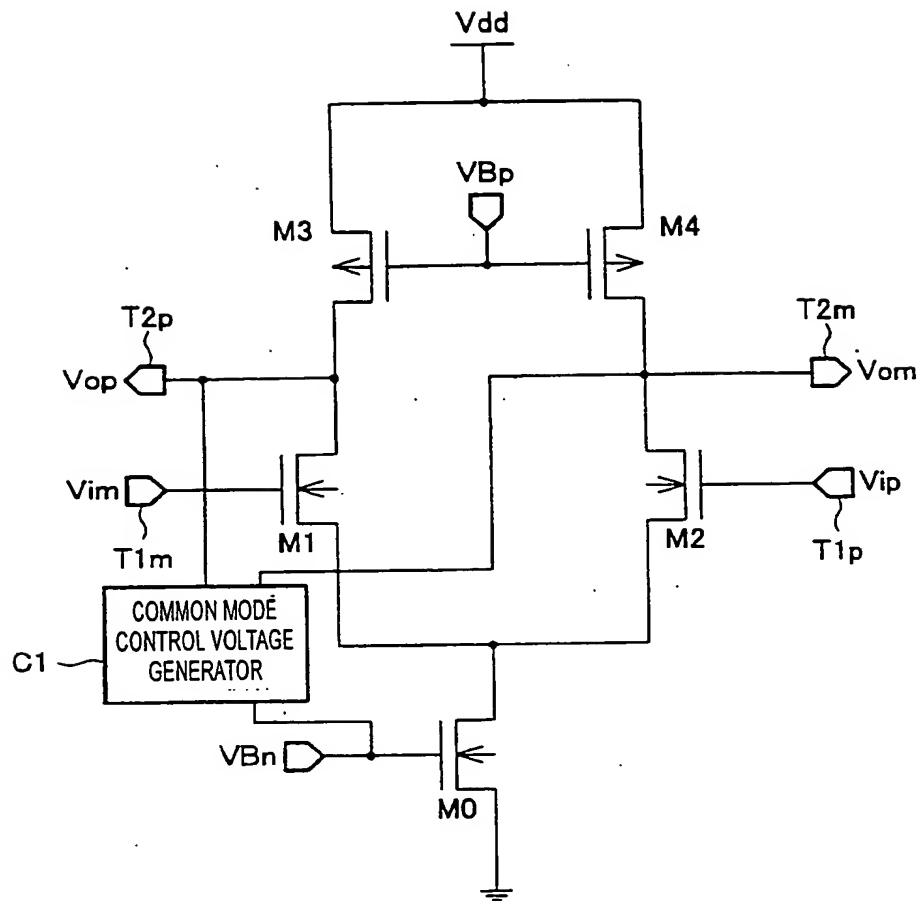 Vdd
VBp
M3
M4
T2p
T2m
Vop
Vom
Vim
Vip
M1
M2
T1m
T1p
COMMON MODE
CONTROL VOLTAGE
GENERATOR
C1
VBn
M0